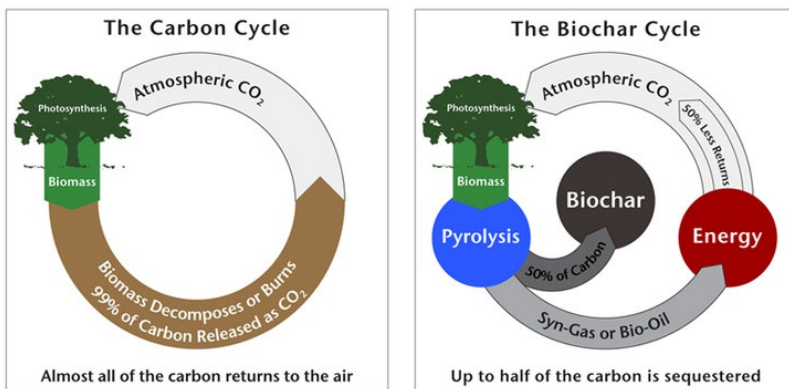 The Carbon Cycle
Atmospheric CO₂
Photosynthesis
Biomass
Biomass Decomposes or Burns
99% of Carbon Released as CO₂
Almost all of the carbon returns to the air
The Biochar Cycle
Atmospheric CO₂
Photosynthesis
50% Less Returns
Biomass
Biochar
Pyrolysis
Energy
50% of Carbon
Syn-Gas or Bio-Oil
Up to half of the carbon is sequestered